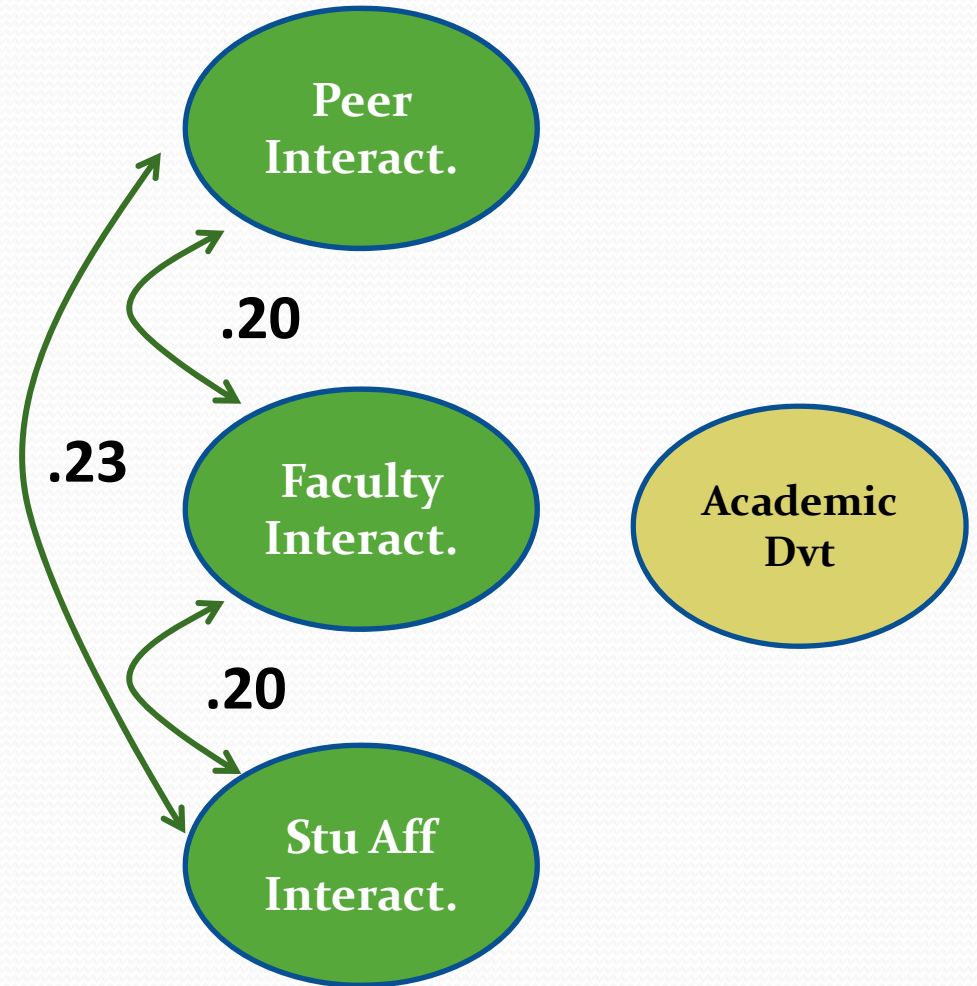 Peer
Interact.
.20
.23
Faculty
Interact.
Academic
Dvt
.20
Stu Aff
Interact.